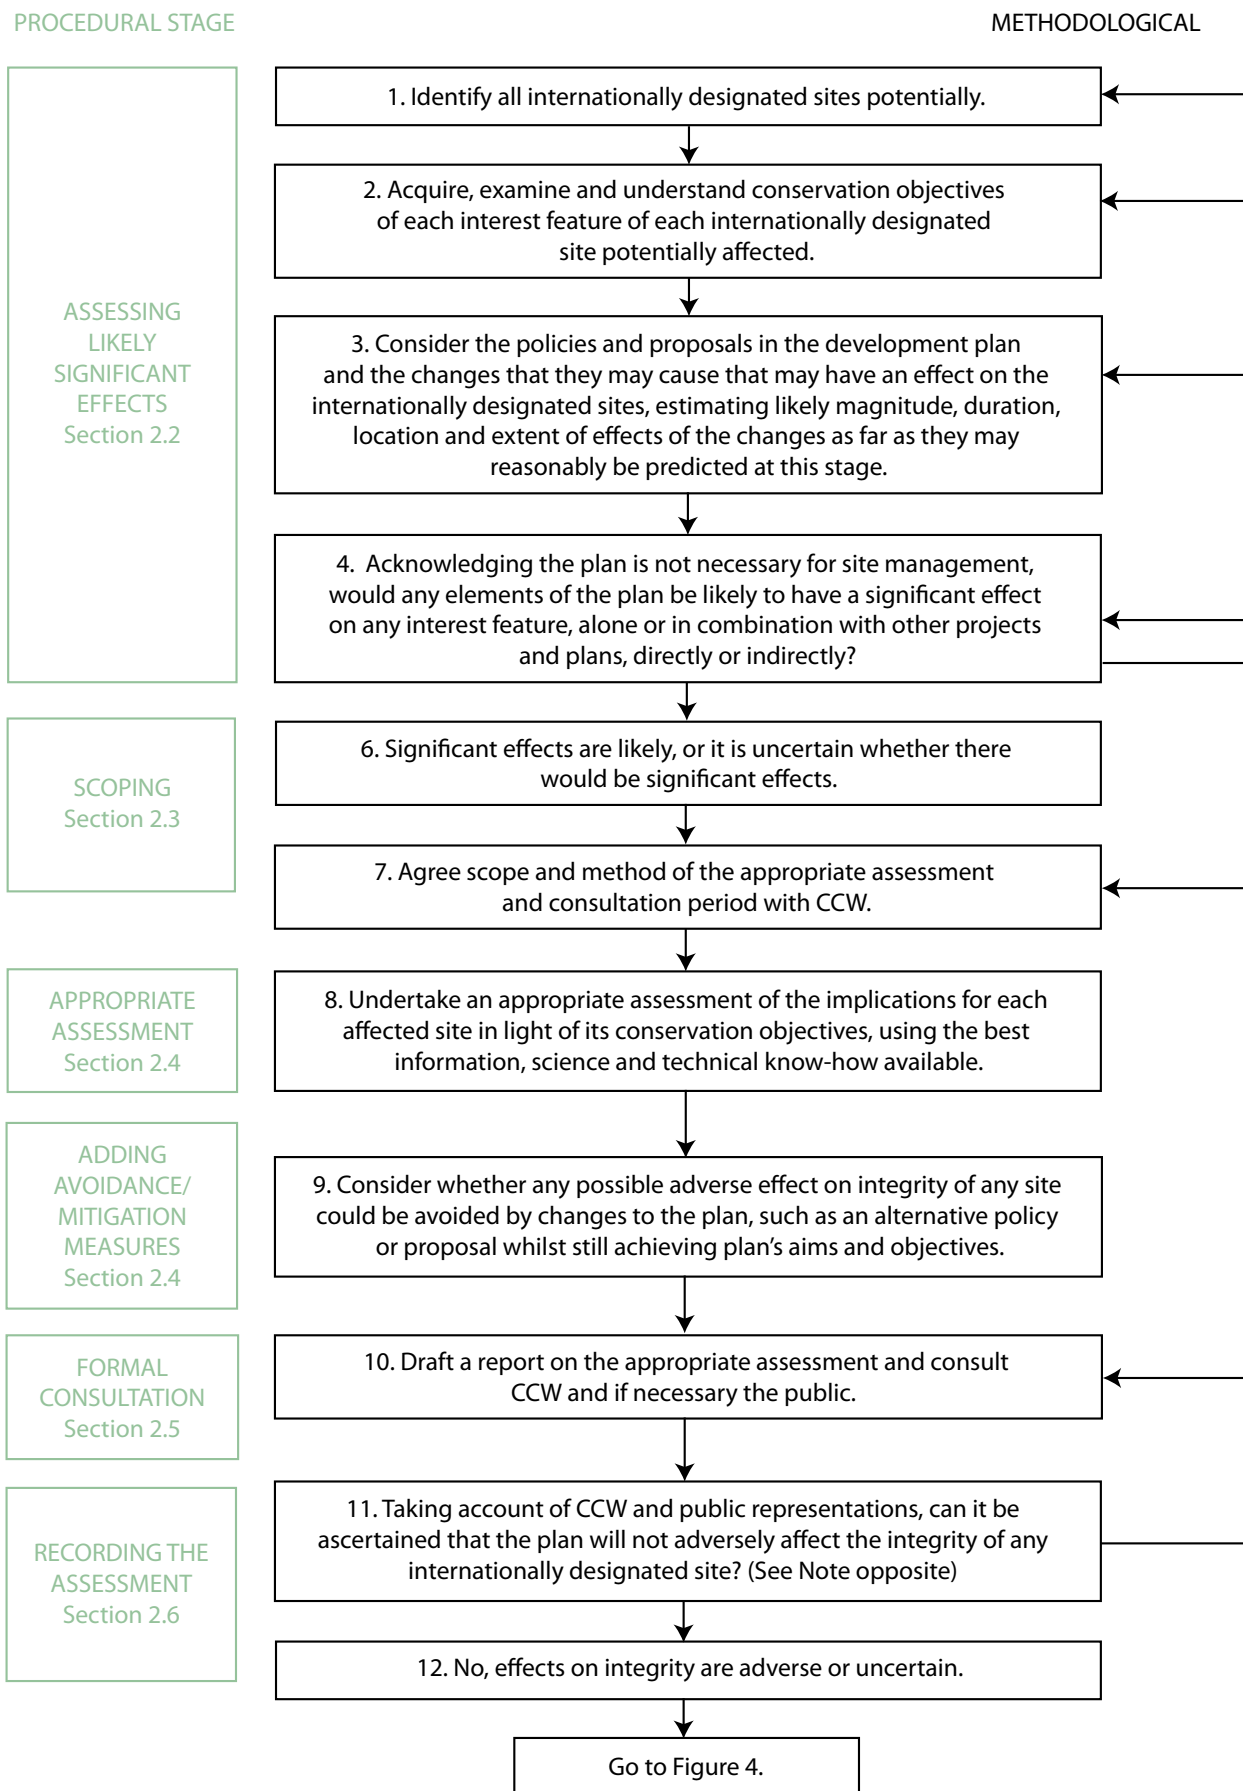 PROCEDURAL STAGE
METHODOLOGICAL
ASSESSING
LIKELY
SIGNIFICANT
EFFECTS
Section 2.2
1. Identify all internationally designated sites potentially.
2. Acquire, examine and understand conservation objectives
of each interest feature of each internationally designated
site potentially affected.
3. Consider the policies and proposals in the development plan
and the changes that they may cause that may have an effect on the
internationally designated sites, estimating likely magnitude, duration,
location and extent of effects of the changes as far as they may
reasonably be predicted at this stage.
4. Acknowledging the plan is not necessary for site management,
would any elements of the plan be likely to have a significant effect
on any interest feature, alone or in combination with other projects
and plans, directly or indirectly?
SCOPING
Section 2.3
6. Significant effects are likely, or it is uncertain whether there
would be significant effects.
7. Agree scope and method of the appropriate assessment
and consultation period with CCW.
APPROPRIATE
ASSESSMENT
Section 2.4
8. Undertake an appropriate assessment of the implications for each
affected site in light of its conservation objectives, using the best
information, science and technical know-how available.
ADDING
AVOIDANCE/
MITIGATION
MEASURES
Section 2.4
9. Consider whether any possible adverse effect on integrity of any site
could be avoided by changes to the plan, such as an alternative policy
or proposal whilst still achieving plan's aims and objectives.
FORMAL
CONSULTATION
Section 2.5
10. Draft a report on the appropriate assessment and consult
CCW and if necessary the public.
RECORDING THE
ASSESSMENT
Section 2.6
11. Taking account of CCW and public representations, can it be
ascertained that the plan will not adversely affect the integrity of any
internationally designated site? (See Note opposite)
12. No, effects on integrity are adverse or uncertain.
Go to Figure 4.